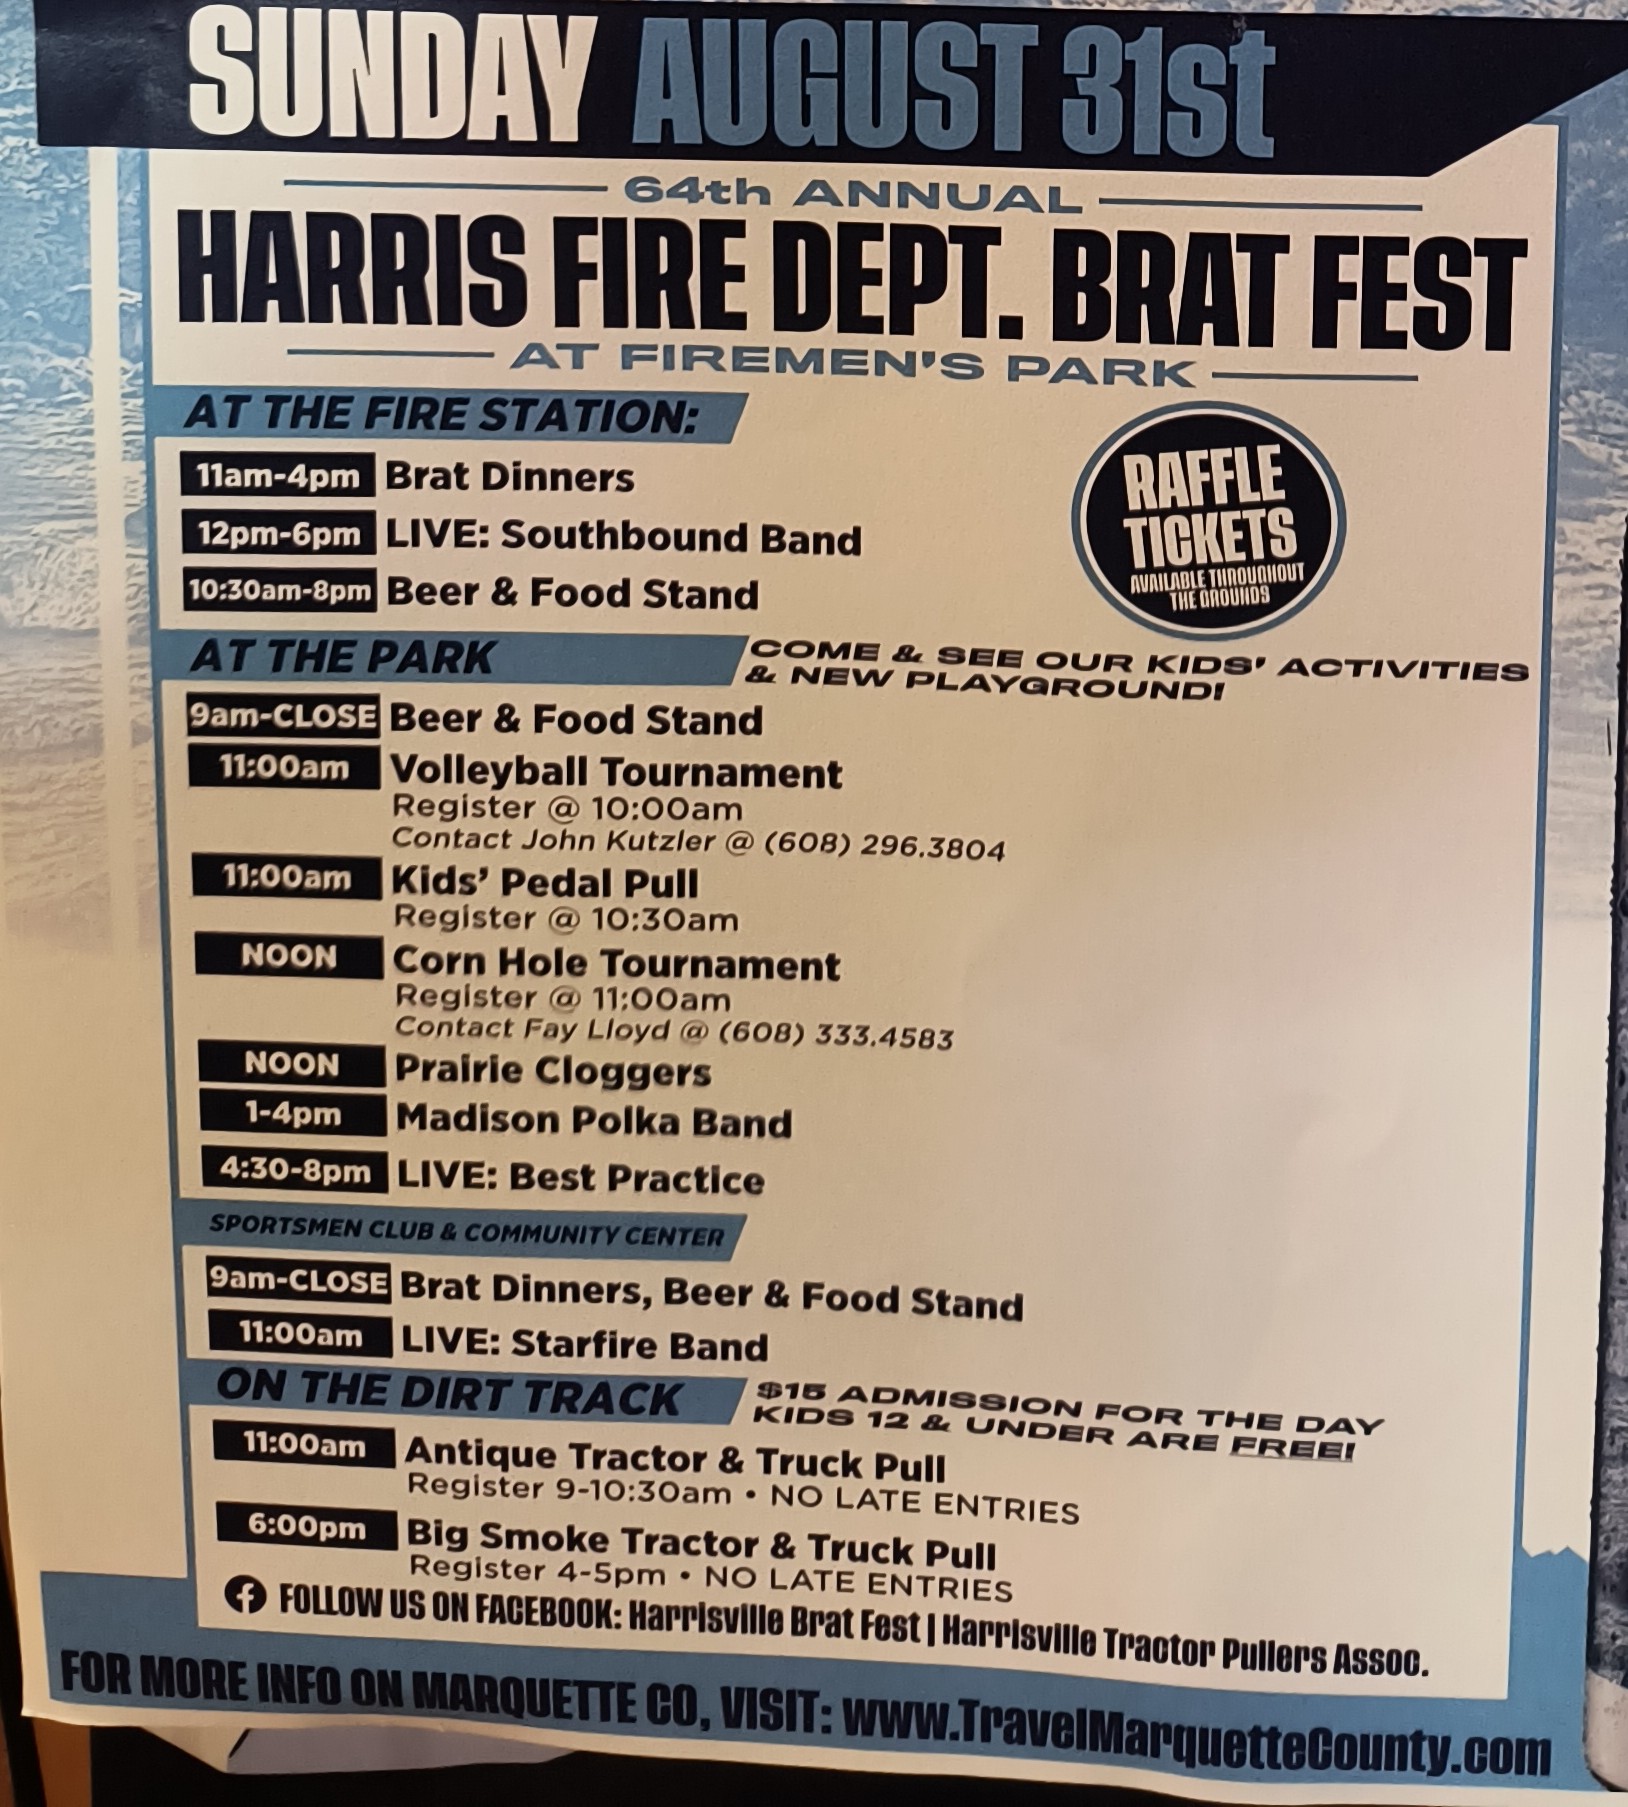 SUNDAY AUGUST 31st
64th ANNUAL
HARRIS FIRE DEPT. BRAT FEST
AT FIREMEN'S PARK
AT THE FIRE STATION:
11am-4pm Brat Dinners
12pm-6pm LIVE: Southbound Band
10:30am-8pm Beer & Food Stand
RAFFLE
TICKETS
AVAILABLE THROUGHOUT
THE GROUNDS
AT THE PARK
COME & SEE OUR KIDS' ACTIVITIES
& NEW PLAYGROUND!
9am-CLOSE Beer & Food Stand
11:00am Volleyball Tournament
Register @ 10:00am
Contact John Kutzler @ (608) 296.3804
11:00am Kids' Pedal Pull
Register @ 10:30am
NOON Corn Hole Tournament
Register @ 11:00am
Contact Fay Lloyd @ (608) 333.4583
NOON Prairie Cloggers
1-4pm Madison Polka Band
4:30-8pm LIVE: Best Practice
SPORTSMEN CLUB & COMMUNITY CENTER
9am-CLOSE Brat Dinners, Beer & Food Stand
11:00am LIVE: Starfire Band
ON THE DIRT TRACK
$15 ADMISSION FOR THE DAY
KIDS 12 & UNDER ARE FREE!
11:00am Antique Tractor & Truck Pull
Register 9-10:30am • NO LATE ENTRIES
6:00pm Big Smoke Tractor & Truck Pull
Register 4-5pm • NO LATE ENTRIES
FOLLOW US ON FACEBOOK: Harrisville Brat Fest | Harrisville Tractor Pullers Assoc.
FOR MORE INFO ON MARQUETTE CO, VISIT: www.TravelMarquetteCounty.com